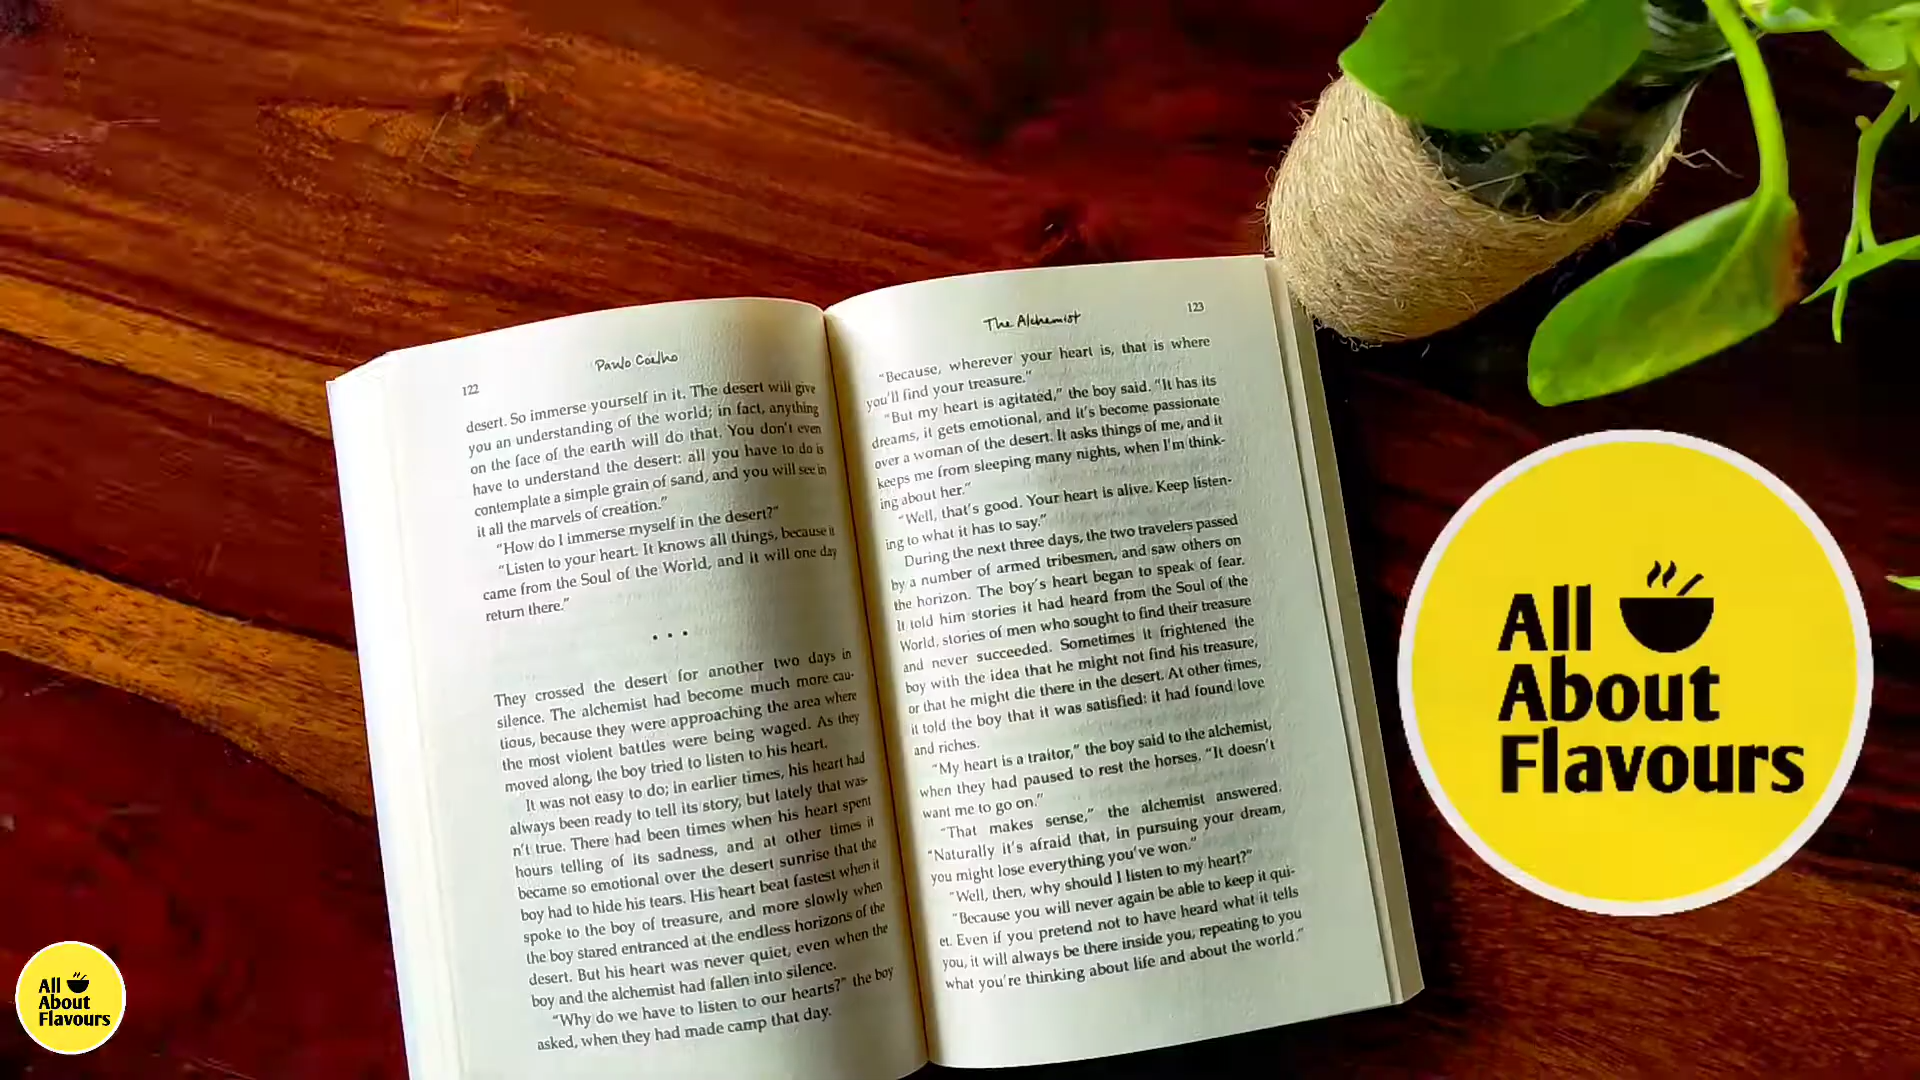 122
Paulo Coelho
desert. So immerse yourself in it. The desert will give
you an understanding of the world; in fact, anything
on the face of the earth will do that. You don't even
have to understand the desert: all you have to do is
contemplate a simple grain of sand, and you will see in
it all the marvels of creation."
"How do I immerse myself in the desert?"
"Listen to your heart. It knows all things, because it
came from the Soul of the World, and it will one day
return there."
• • •
They crossed the desert for another two days in
silence. The alchemist had become much more cau-
tious, because they were approaching the area where
the most violent battles were being waged. As they
moved along, the boy tried to listen to his heart.
It was not easy to do; in earlier times, his heart had
always been ready to tell its story, but lately that was-
n't true. There had been times when his heart spent
hours telling of its sadness, and at other times it
became so emotional over the desert sunrise that the
boy had to hide his tears. His heart beat fastest when it
spoke to the boy of treasure, and more slowly when
the boy stared entranced at the endless horizons of the
desert. But his heart was never quiet, even when the
boy and the alchemist had fallen into silence.
"Why do we have to listen to our hearts?" the boy
asked, when they had made camp that day.
The Alchemist
123
"Because, wherever your heart is, that is where
you'll find your treasure."
"But my heart is agitated," the boy said. "It has its
dreams, it gets emotional, and it's become passionate
over a woman of the desert. It asks things of me, and it
keeps me from sleeping many nights, when I'm think-
ing about her."
"Well, that's good. Your heart is alive. Keep listen-
ing to what it has to say."
During the next three days, the two travelers passed
by a number of armed tribesmen, and saw others on
the horizon. The boy's heart began to speak of fear.
It told him stories it had heard from the Soul of the
World, stories of men who sought to find their treasure
and never succeeded. Sometimes it frightened the
boy with the idea that he might not find his treasure,
or that he might die there in the desert. At other times,
it told the boy that it was satisfied: it had found love
and riches.
"My heart is a traitor," the boy said to the alchemist,
when they had paused to rest the horses. "It doesn't
want me to go on."
"That makes sense," the alchemist answered.
"Naturally it's afraid that, in pursuing your dream,
you might lose everything you've won."
"Well, then, why should I listen to my heart?"
"Because you will never again be able to keep it qui-
et. Even if you pretend not to have heard what it tells
you, it will always be there inside you, repeating to you
what you're thinking about life and about the world."
All
About
Flavours
All
About
Flavours